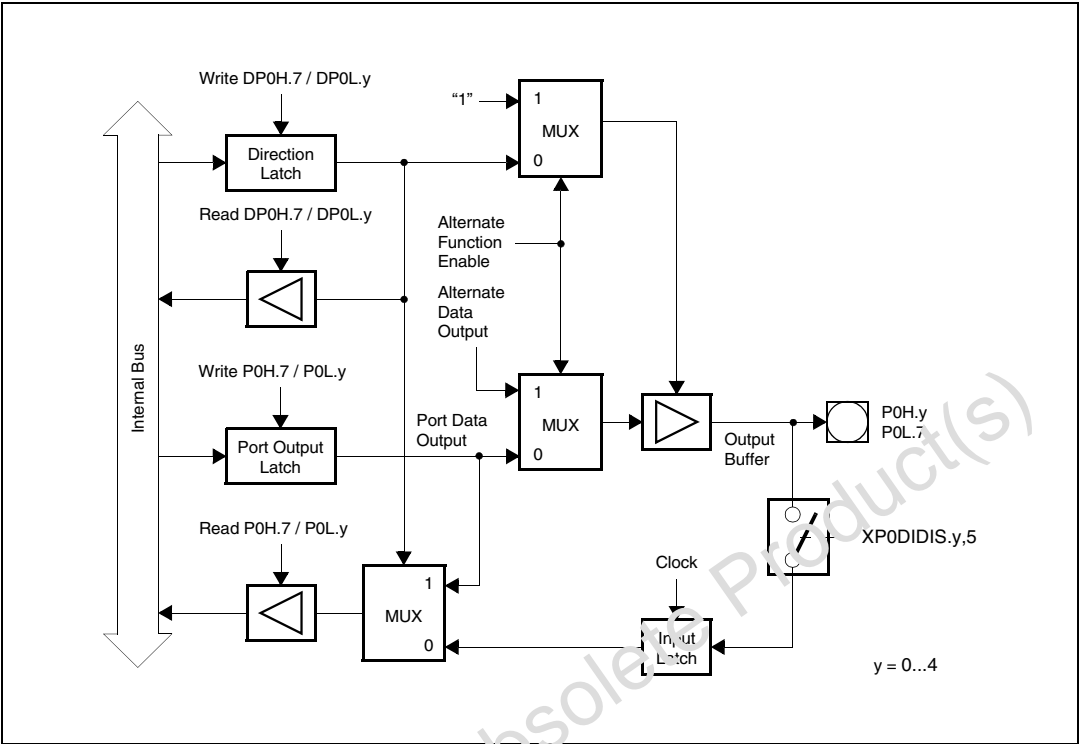 Write DP0H.7 / DP0L.y
“1”
1
MUX
0
Direction
Latch
Read DP0H.7 / DP0L.y
Alternate
Function
Enable
Alternate
Data
Output
Internal Bus
Write P0H.7 / P0L.y
1
MUX
0
Port Data
Output
Port Output
Latch
Output
Buffer
P0H.y
P0L.7
Read P0H.7 / P0L.y
XP0DIDIS.y,5
Clock
1
MUX
0
Input
Latch
y = 0...4
bsolete Product(s)